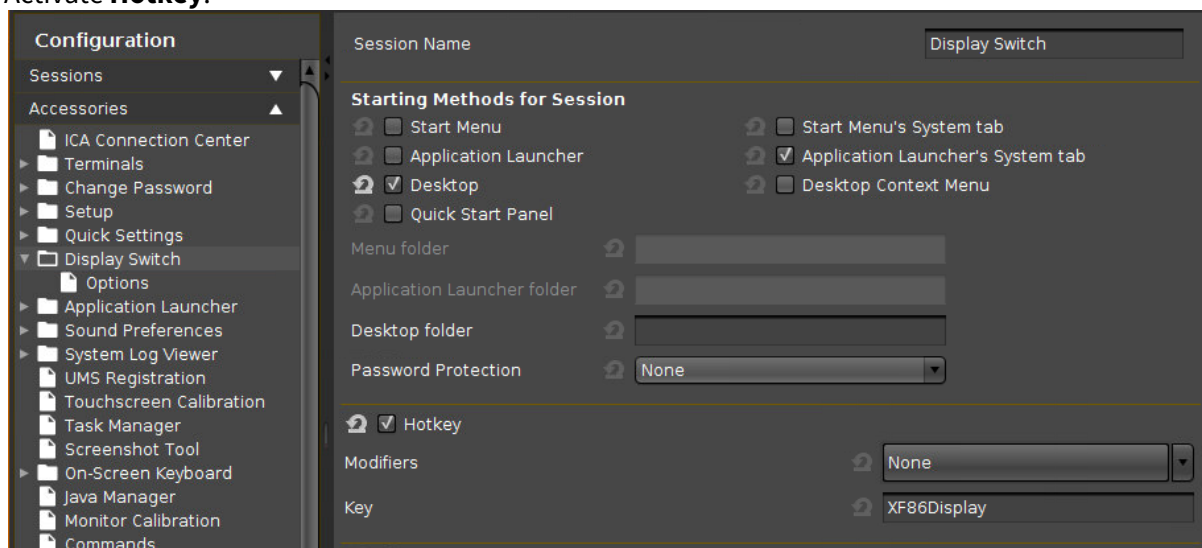 Activate Hotkey.
Configuration
Sessions
Accessories
ICA Connection Center
Terminals
Change Password
Setup
Quick Settings
Display Switch
Options
Application Launcher
Sound Preferences
System Log Viewer
UMS Registration
Touchscreen Calibration
Task Manager
Screenshot Tool
On-Screen Keyboard
Java Manager
Monitor Calibration
Commands
Session Name Display Switch
Starting Methods for Session
Start Menu Start Menu's System tab
Application Launcher Application Launcher's System tab
Desktop Desktop Context Menu
Quick Start Panel
Menu folder
Application Launcher folder
Desktop folder
Password Protection None
Hotkey
Modifiers None
Key XF86Display